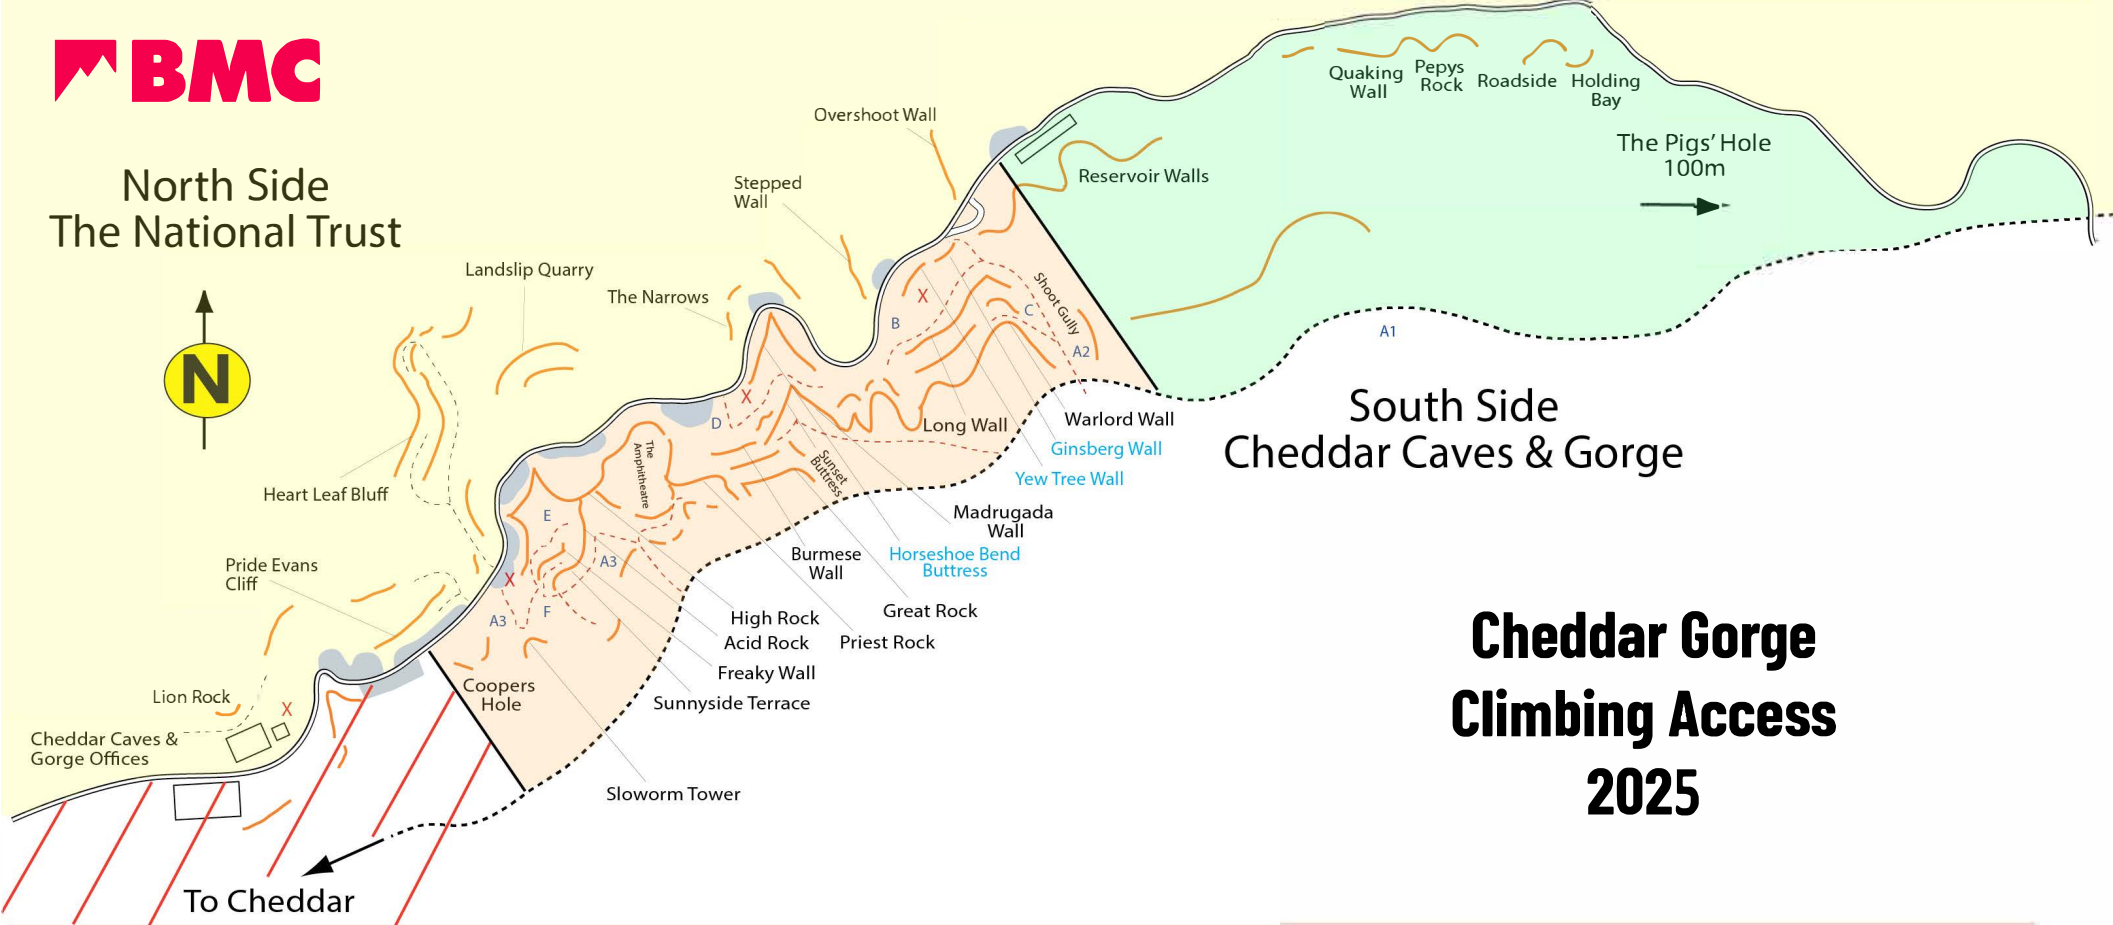 BMC
North Side
The National Trust
N
Landslip Quarry
The Narrows
Stepped
Wall
Overshoot Wall
Quaking
Wall
Pepys
Rock
Roadside
Holding
Bay
The Pigs' Hole
100m
Reservoir Walls
Shoot Gully
X
B
C
A2
A1
South Side
Cheddar Caves & Gorge
X
D
Long Wall
Warlord Wall
Ginsberg Wall
Yew Tree Wall
Madrugada
Wall
Sunset
Buttress
The
Amphitheatre
Heart Leaf Bluff
E
A3
Burmese
Wall
Horseshoe Bend
Buttress
Great Rock
Priest Rock
High Rock
Acid Rock
Freaky Wall
Sunnyside Terrace
Sloworm Tower
Pride Evans
Cliff
X
A3
F
Coopers
Hole
Lion Rock
X
Cheddar Caves &
Gorge Offices
To Cheddar
Cheddar Gorge
Climbing Access
2025